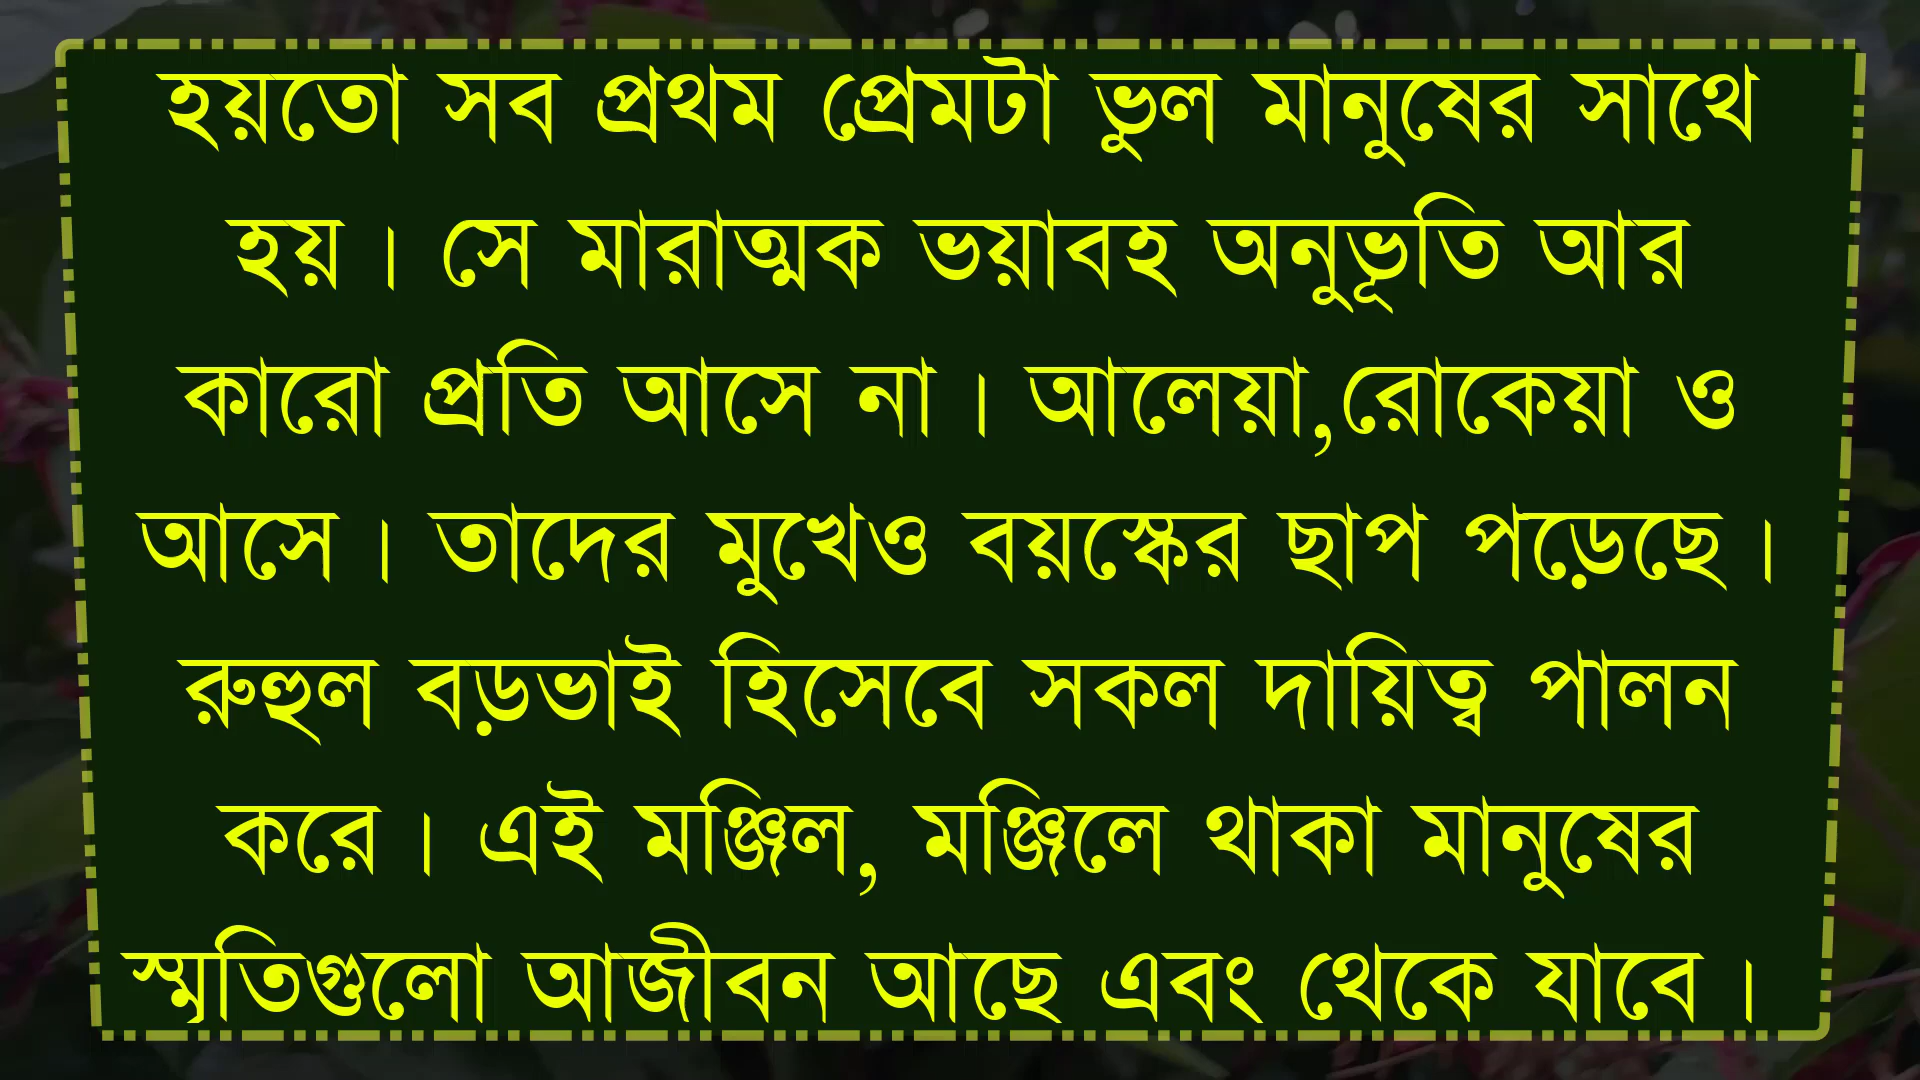 হয়তো সব প্রথম প্রেমটা ভুল মানুষের সাথে
হয়। সে মারাত্মক ভয়াবহ অনুভূতি আর
কারো প্রতি আসে না। আলেয়া,রোকেয়া ও
আসে। তাদের মুখেও বয়স্কের ছাপ পড়েছে।
রুহুল বড়ভাই হিসেবে সকল দায়িত্ব পালন
করে। এই মঞ্জিল, মঞ্জিলে থাকা মানুষের
স্মৃতিগুলো আজীবন আছে এবং থেকে যাবে।